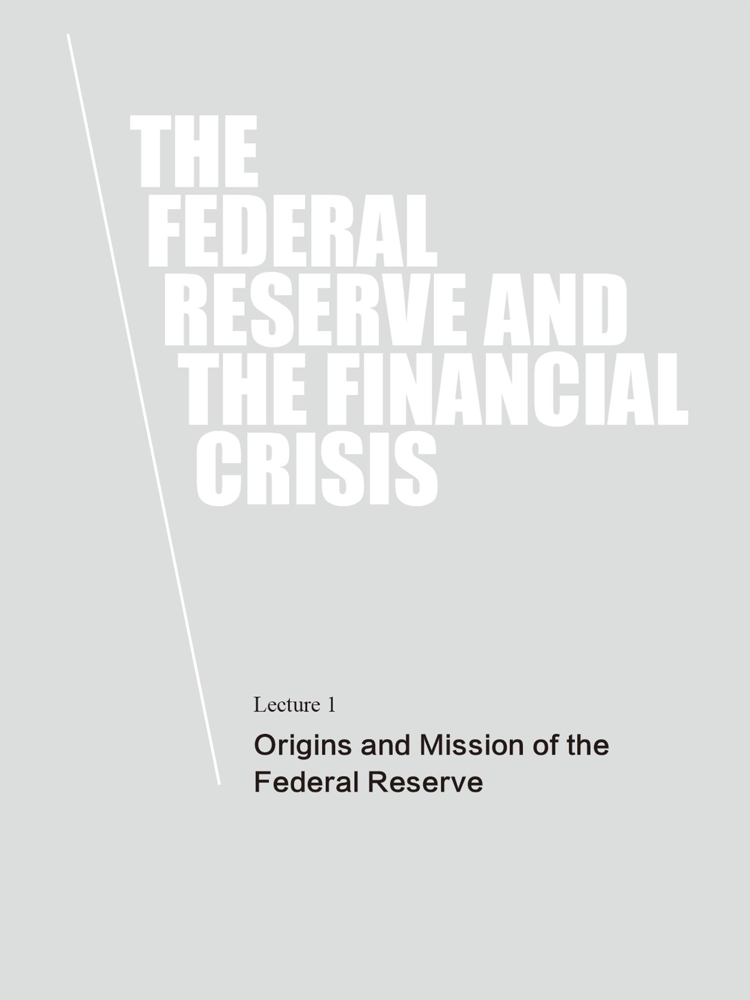 THE
FEDERAL
RESERVE AND
THE FINANCIAL
CRISIS
Lecture 1
Origins and Mission of the
Federal Reserve